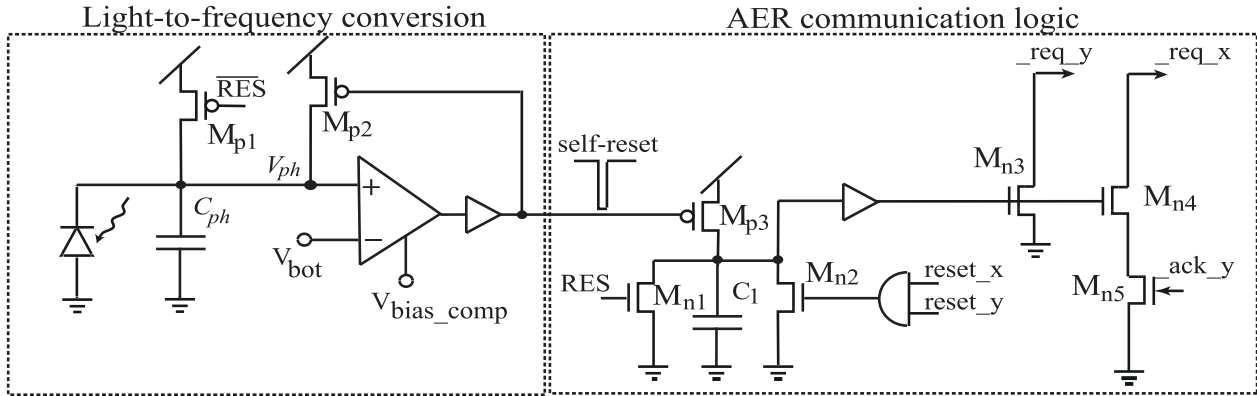 Light-to-frequency conversion
AER communication logic
RES
M_p1
M_p2
V_ph
C_ph
+
−
V_bot
V_bias_comp
self-reset
M_p3
RES
M_n1
C_1
M_n2
reset_x
reset_y
_req_y
_req_x
M_n3
M_n4
M_n5
_ack_y